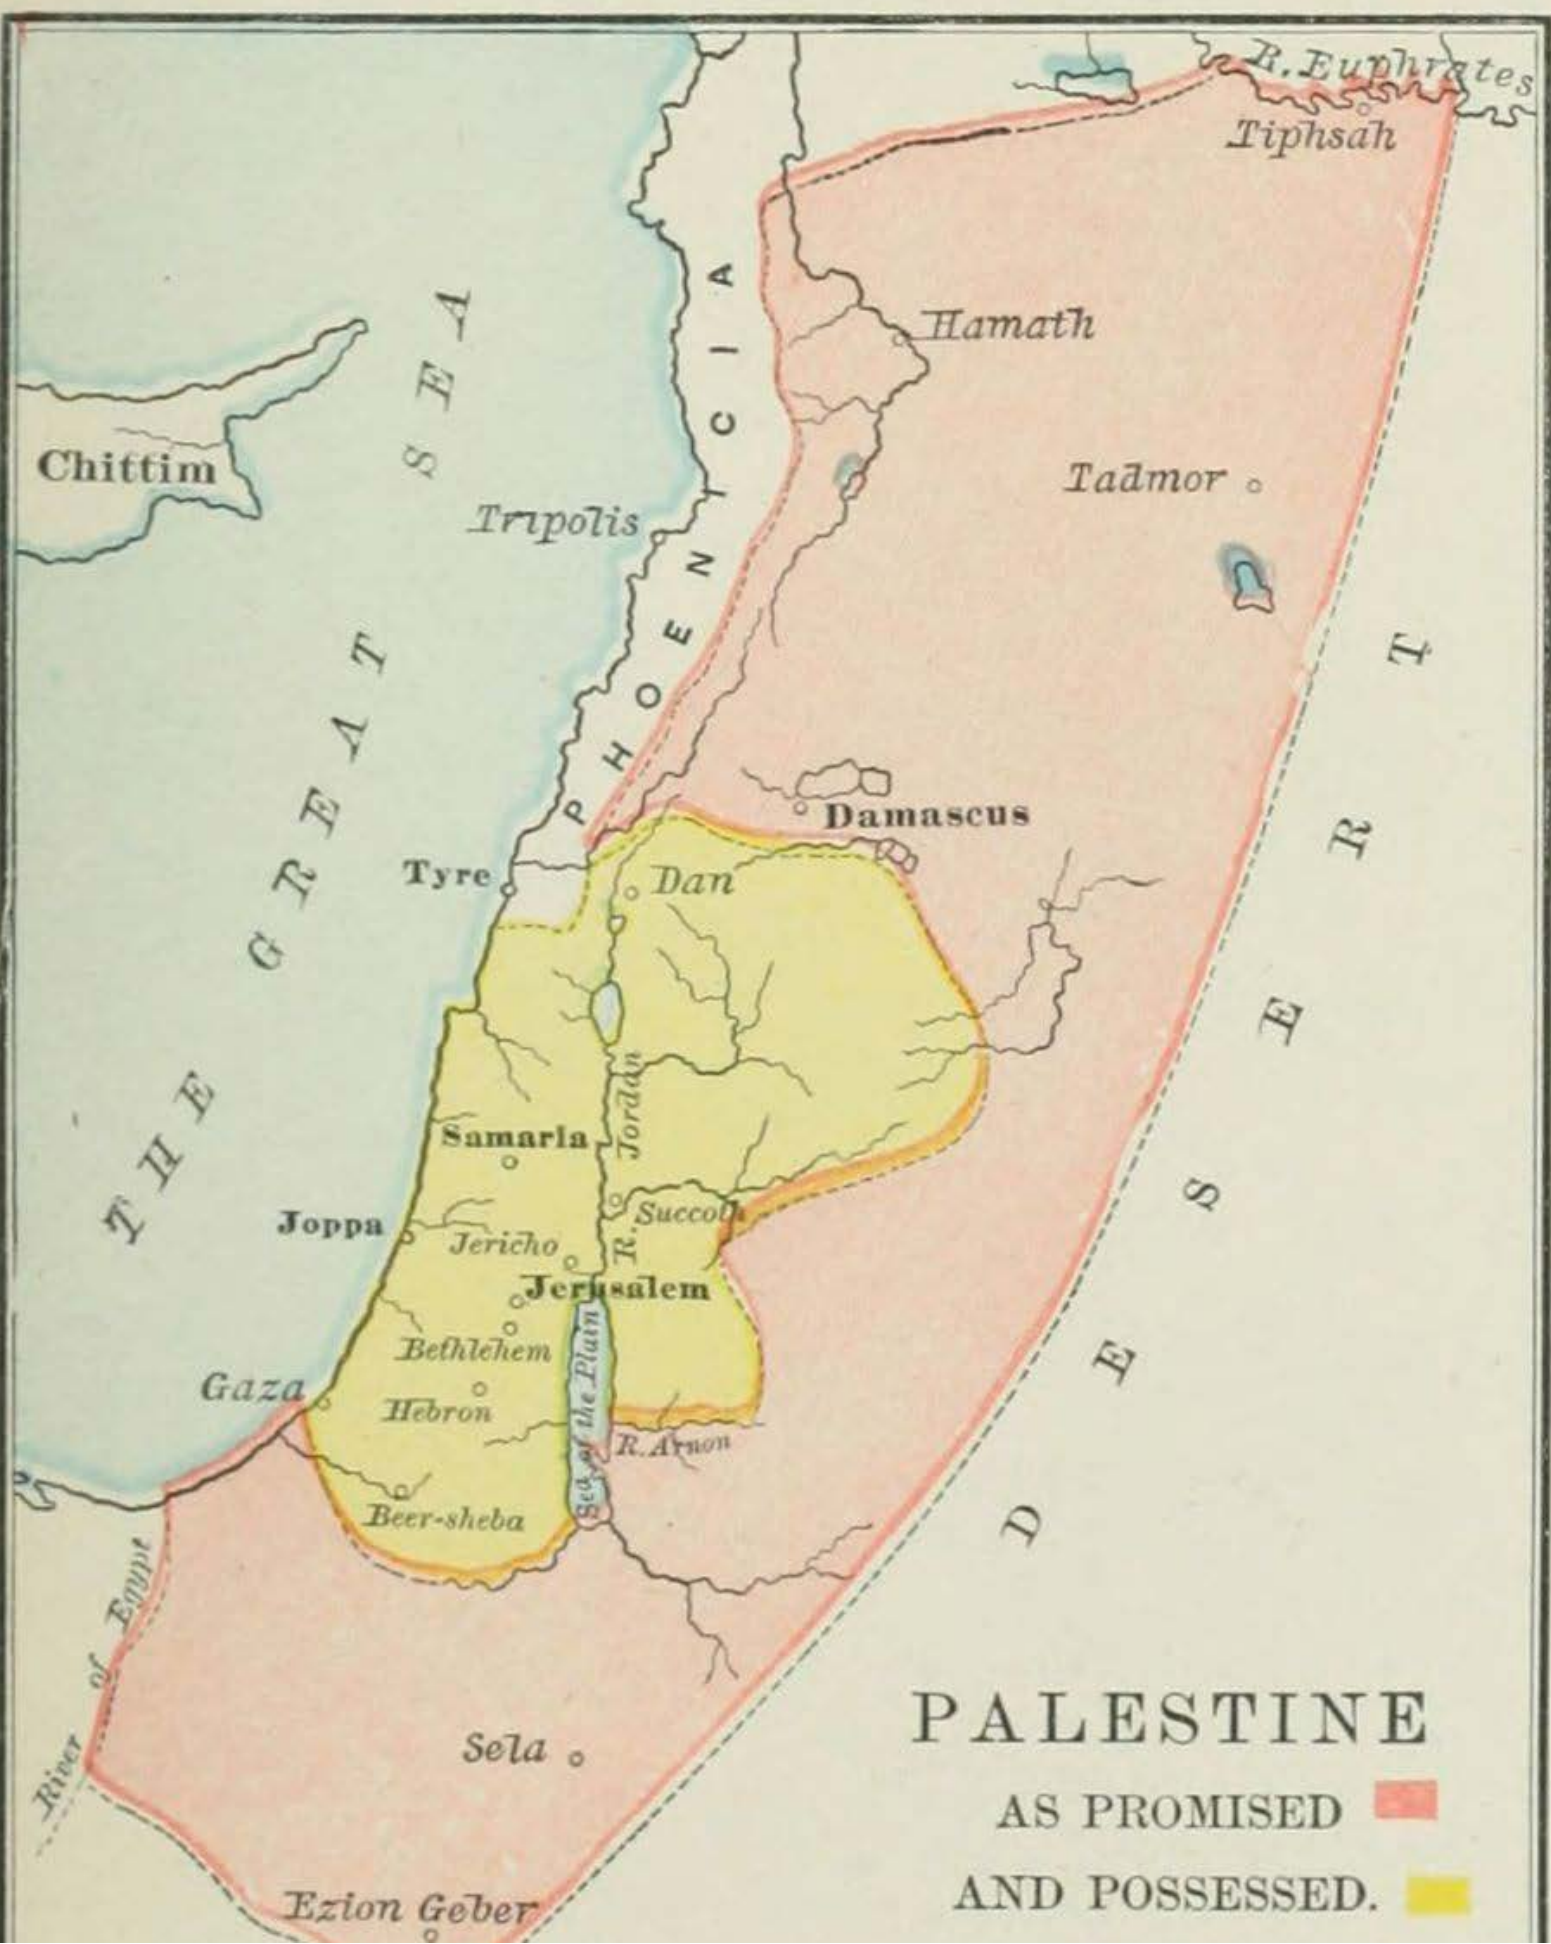 R. Euphrates
Tiphsah
Hamath
PHOENICIA
THE GREAT SEA
Chittim
Tadmor
Tripolis
DESERT
Damascus
Tyre
Dan
R. Jordan
Samaria
Succoth
Joppa
Jericho
Jerusalem
Bethlehem
Sea of the Plain
Gaza
Hebron
R. Arnon
Beer-sheba
River of Egypt
Sela
Ezion Geber
PALESTINE
AS PROMISED
AND POSSESSED.